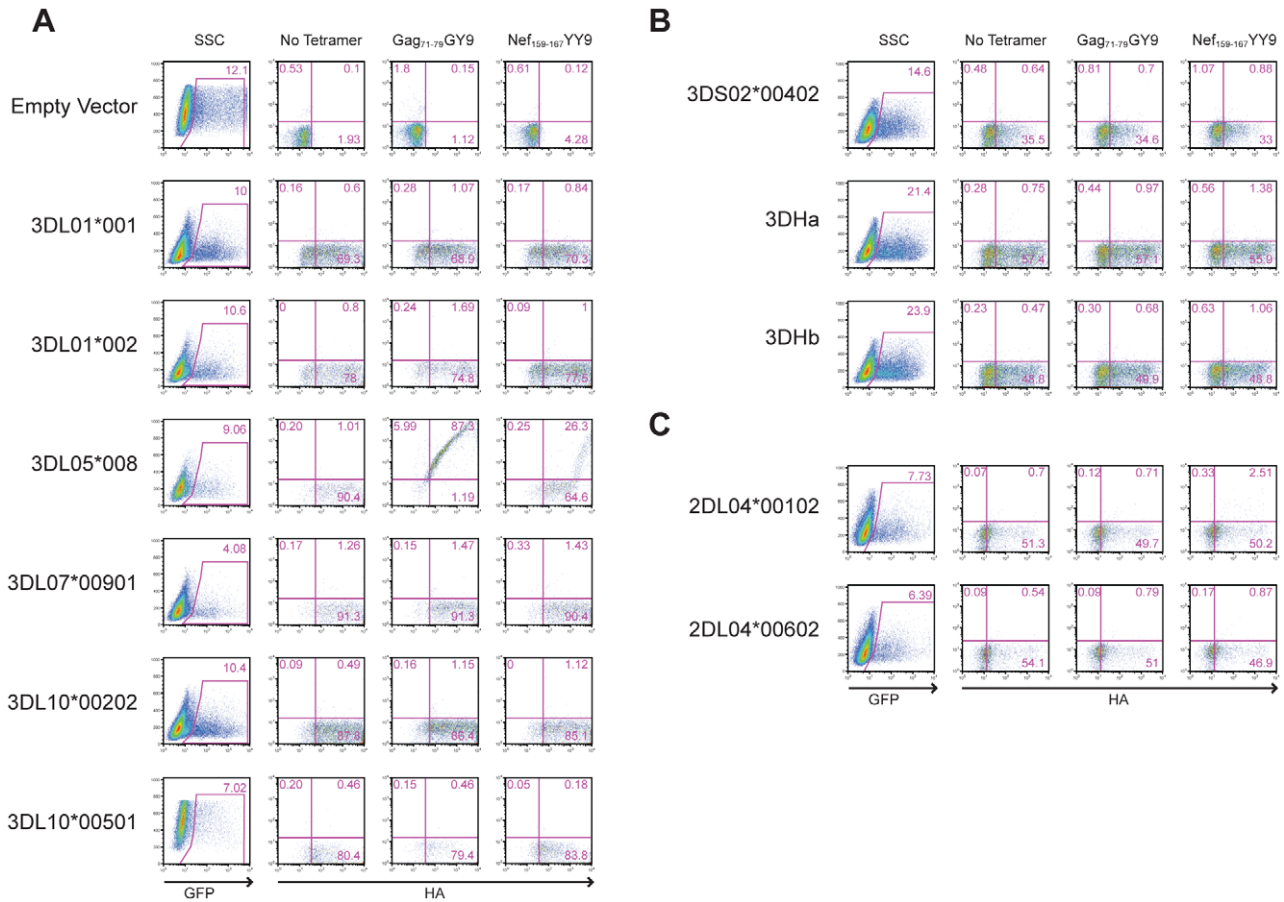 A
SSC No Tetramer Gag71-79GY9 Nef159-167YY9
Empty Vector
12.1 0.53 0.1 1.8 0.15 0.61 0.12
1.93 1.12 4.28
3DL01*001
10 0.16 0.6 0.28 1.07 0.17 0.84
69.3 68.9 70.3
3DL01*002
10.6 0 0.8 0.24 1.69 0.09 1
78 74.8 77.5
3DL05*008
9.06 0.20 1.01 5.99 87.3 0.25 26.3
90.4 1.19 64.6
3DL07*00901
4.08 0.17 1.26 0.15 1.47 0.33 1.43
91.3 91.3 90.4
3DL10*00202
10.4 0.09 0.49 0.16 1.15 0 1.12
87.8 86.4 85.1
3DL10*00501
7.02 0.20 0.46 0.15 0.46 0.05 0.18
80.4 79.4 83.8
GFP HA
B
SSC No Tetramer Gag71-79GY9 Nef159-167YY9
3DS02*00402
14.6 0.48 0.64 0.81 0.7 1.07 0.88
35.5 34.6 33
3DHa
21.4 0.28 0.75 0.44 0.97 0.56 1.38
57.4 57.1 55.9
3DHb
23.9 0.23 0.47 0.30 0.68 0.63 1.06
48.8 49.9 48.8
C
2DL04*00102
7.73 0.07 0.7 0.12 0.71 0.33 2.51
51.3 49.7 50.2
2DL04*00602
6.39 0.09 0.54 0.09 0.79 0.17 0.87
54.1 51 46.9
GFP HA